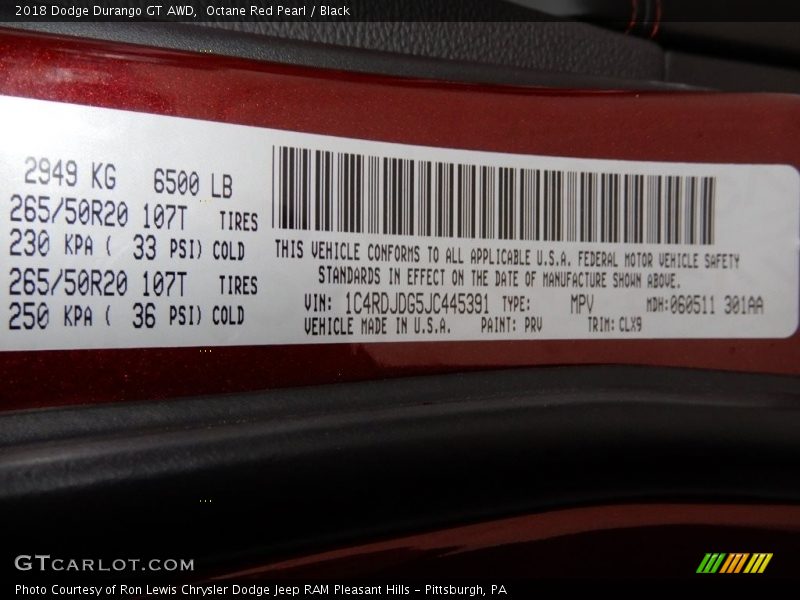 2018 Dodge Durango GT AWD,  Octane Red Pearl / Black
2949 KG 6500 LB
265/50R20 107T TIRES
230 KPA ( 33 PSI) COLD
265/50R20 107T TIRES
250 KPA ( 36 PSI) COLD
THIS VEHICLE CONFORMS TO ALL APPLICABLE U.S.A. FEDERAL MOTOR VEHICLE SAFETY
STANDARDS IN EFFECT ON THE DATE OF MANUFACTURE SHOWN ABOVE.
VIN: 1C4RDJDG5JC445391 TYPE: MPV MDH:060511 301AA
VEHICLE MADE IN U.S.A. PAINT: PRV TRIM: CLX9
GTCARLOT.COM
Photo Courtesy of Ron Lewis Chrysler Dodge Jeep RAM Pleasant Hills - Pittsburgh, PA